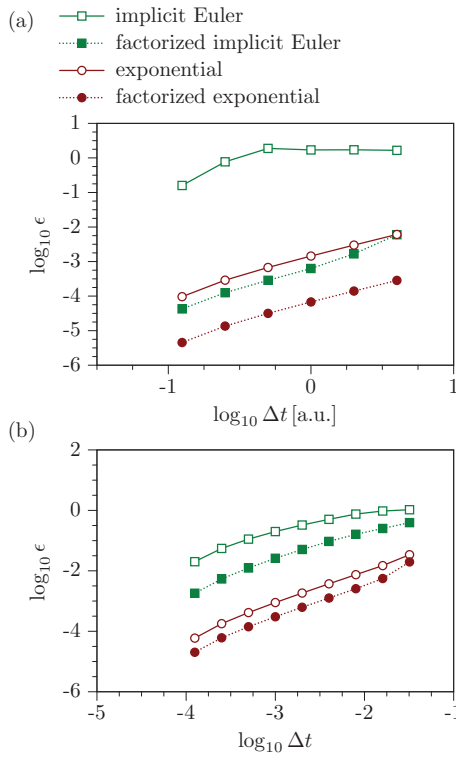 (a)
implicit Euler
factorized implicit Euler
exponential
factorized exponential
1
0
-1
-2
-3
-4
-5
-6
log₁₀ ϵ
-1 0 1
log₁₀ Δt [a.u.]
(b)
2
0
-2
-4
-6
log₁₀ ϵ
-5 -4 -3 -2 -1
log₁₀ Δt